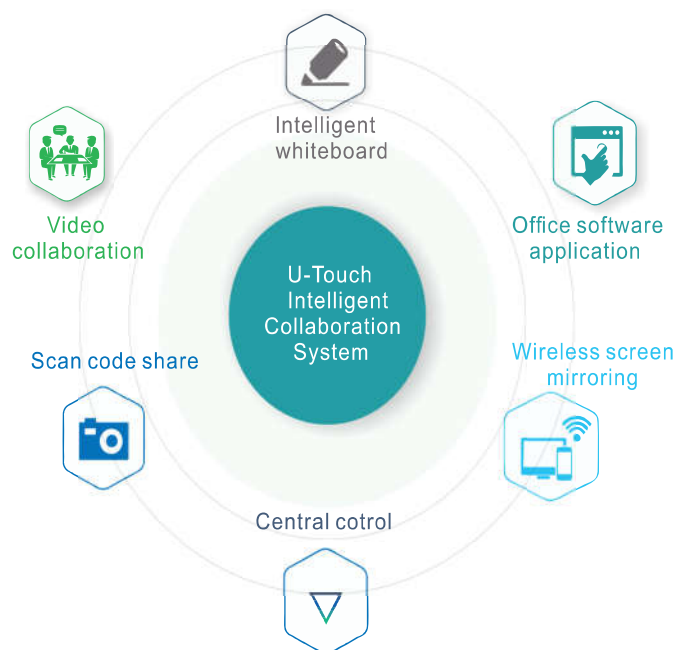 Intelligent
whiteboard
Video
collaboration
Office software
application
U-Touch
Intelligent
Collaboration
System
Scan code share
Wireless screen
mirroring
Central cotrol